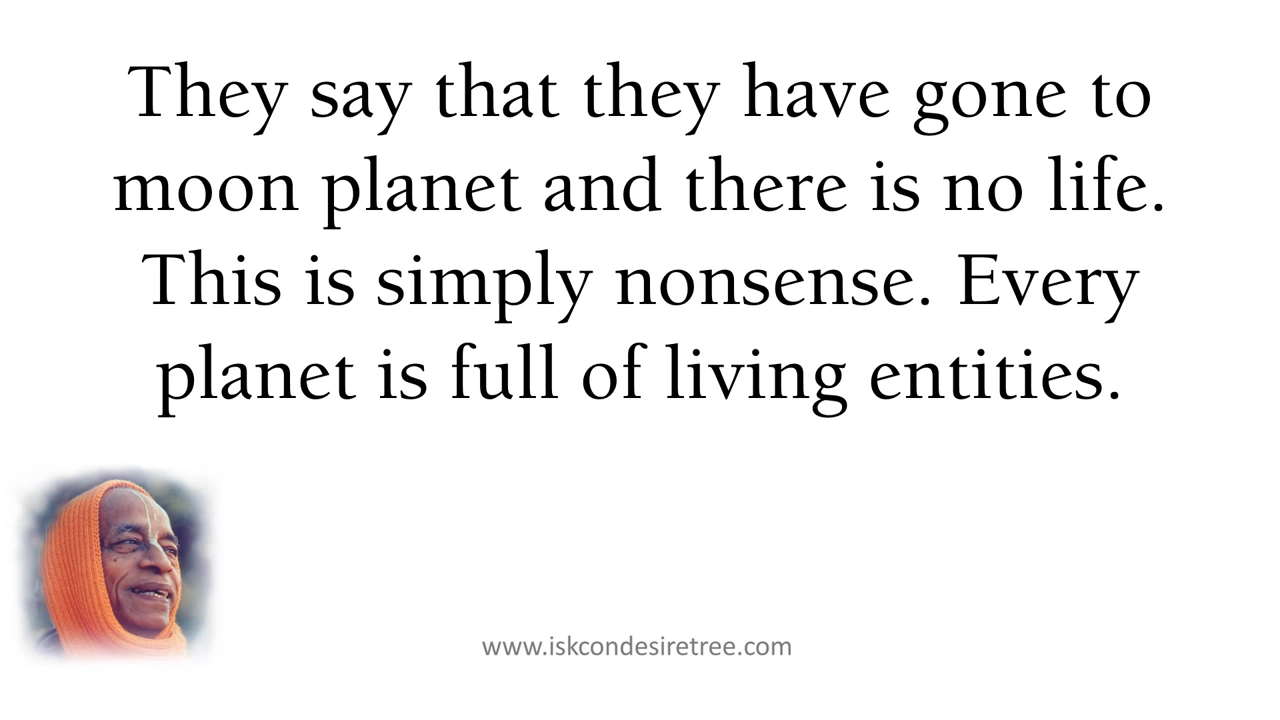 They say that they have gone to
moon planet and there is no life.
This is simply nonsense. Every
planet is full of living entities.
www.iskcondesiretree.com